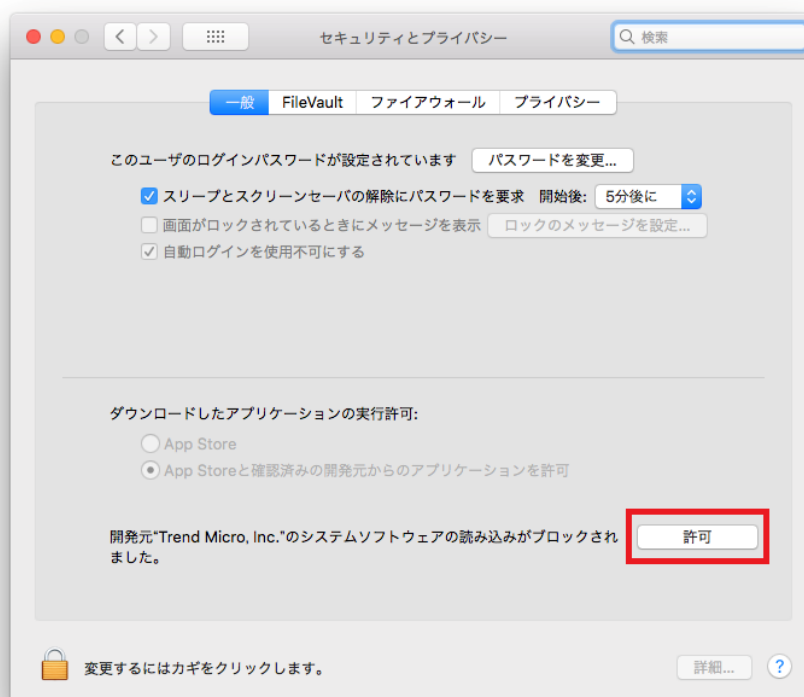 セキュリティとプライバシー
検索
一般 FileVault ファイアウォール プライバシー
このユーザのログインパスワードが設定されています パスワードを変更...
スリープとスクリーンセーバの解除にパスワードを要求 開始後: 5分後に
画面がロックされているときにメッセージを表示 ロックのメッセージを設定...
自動ログインを使用不可にする
ダウンロードしたアプリケーションの実行許可:
App Store
App Storeと確認済みの開発元からのアプリケーションを許可
開発元“Trend Micro, Inc.”のシステムソフトウェアの読み込みがブロックされ
ました。
許可
変更するにはカギをクリックします。
詳細... ?